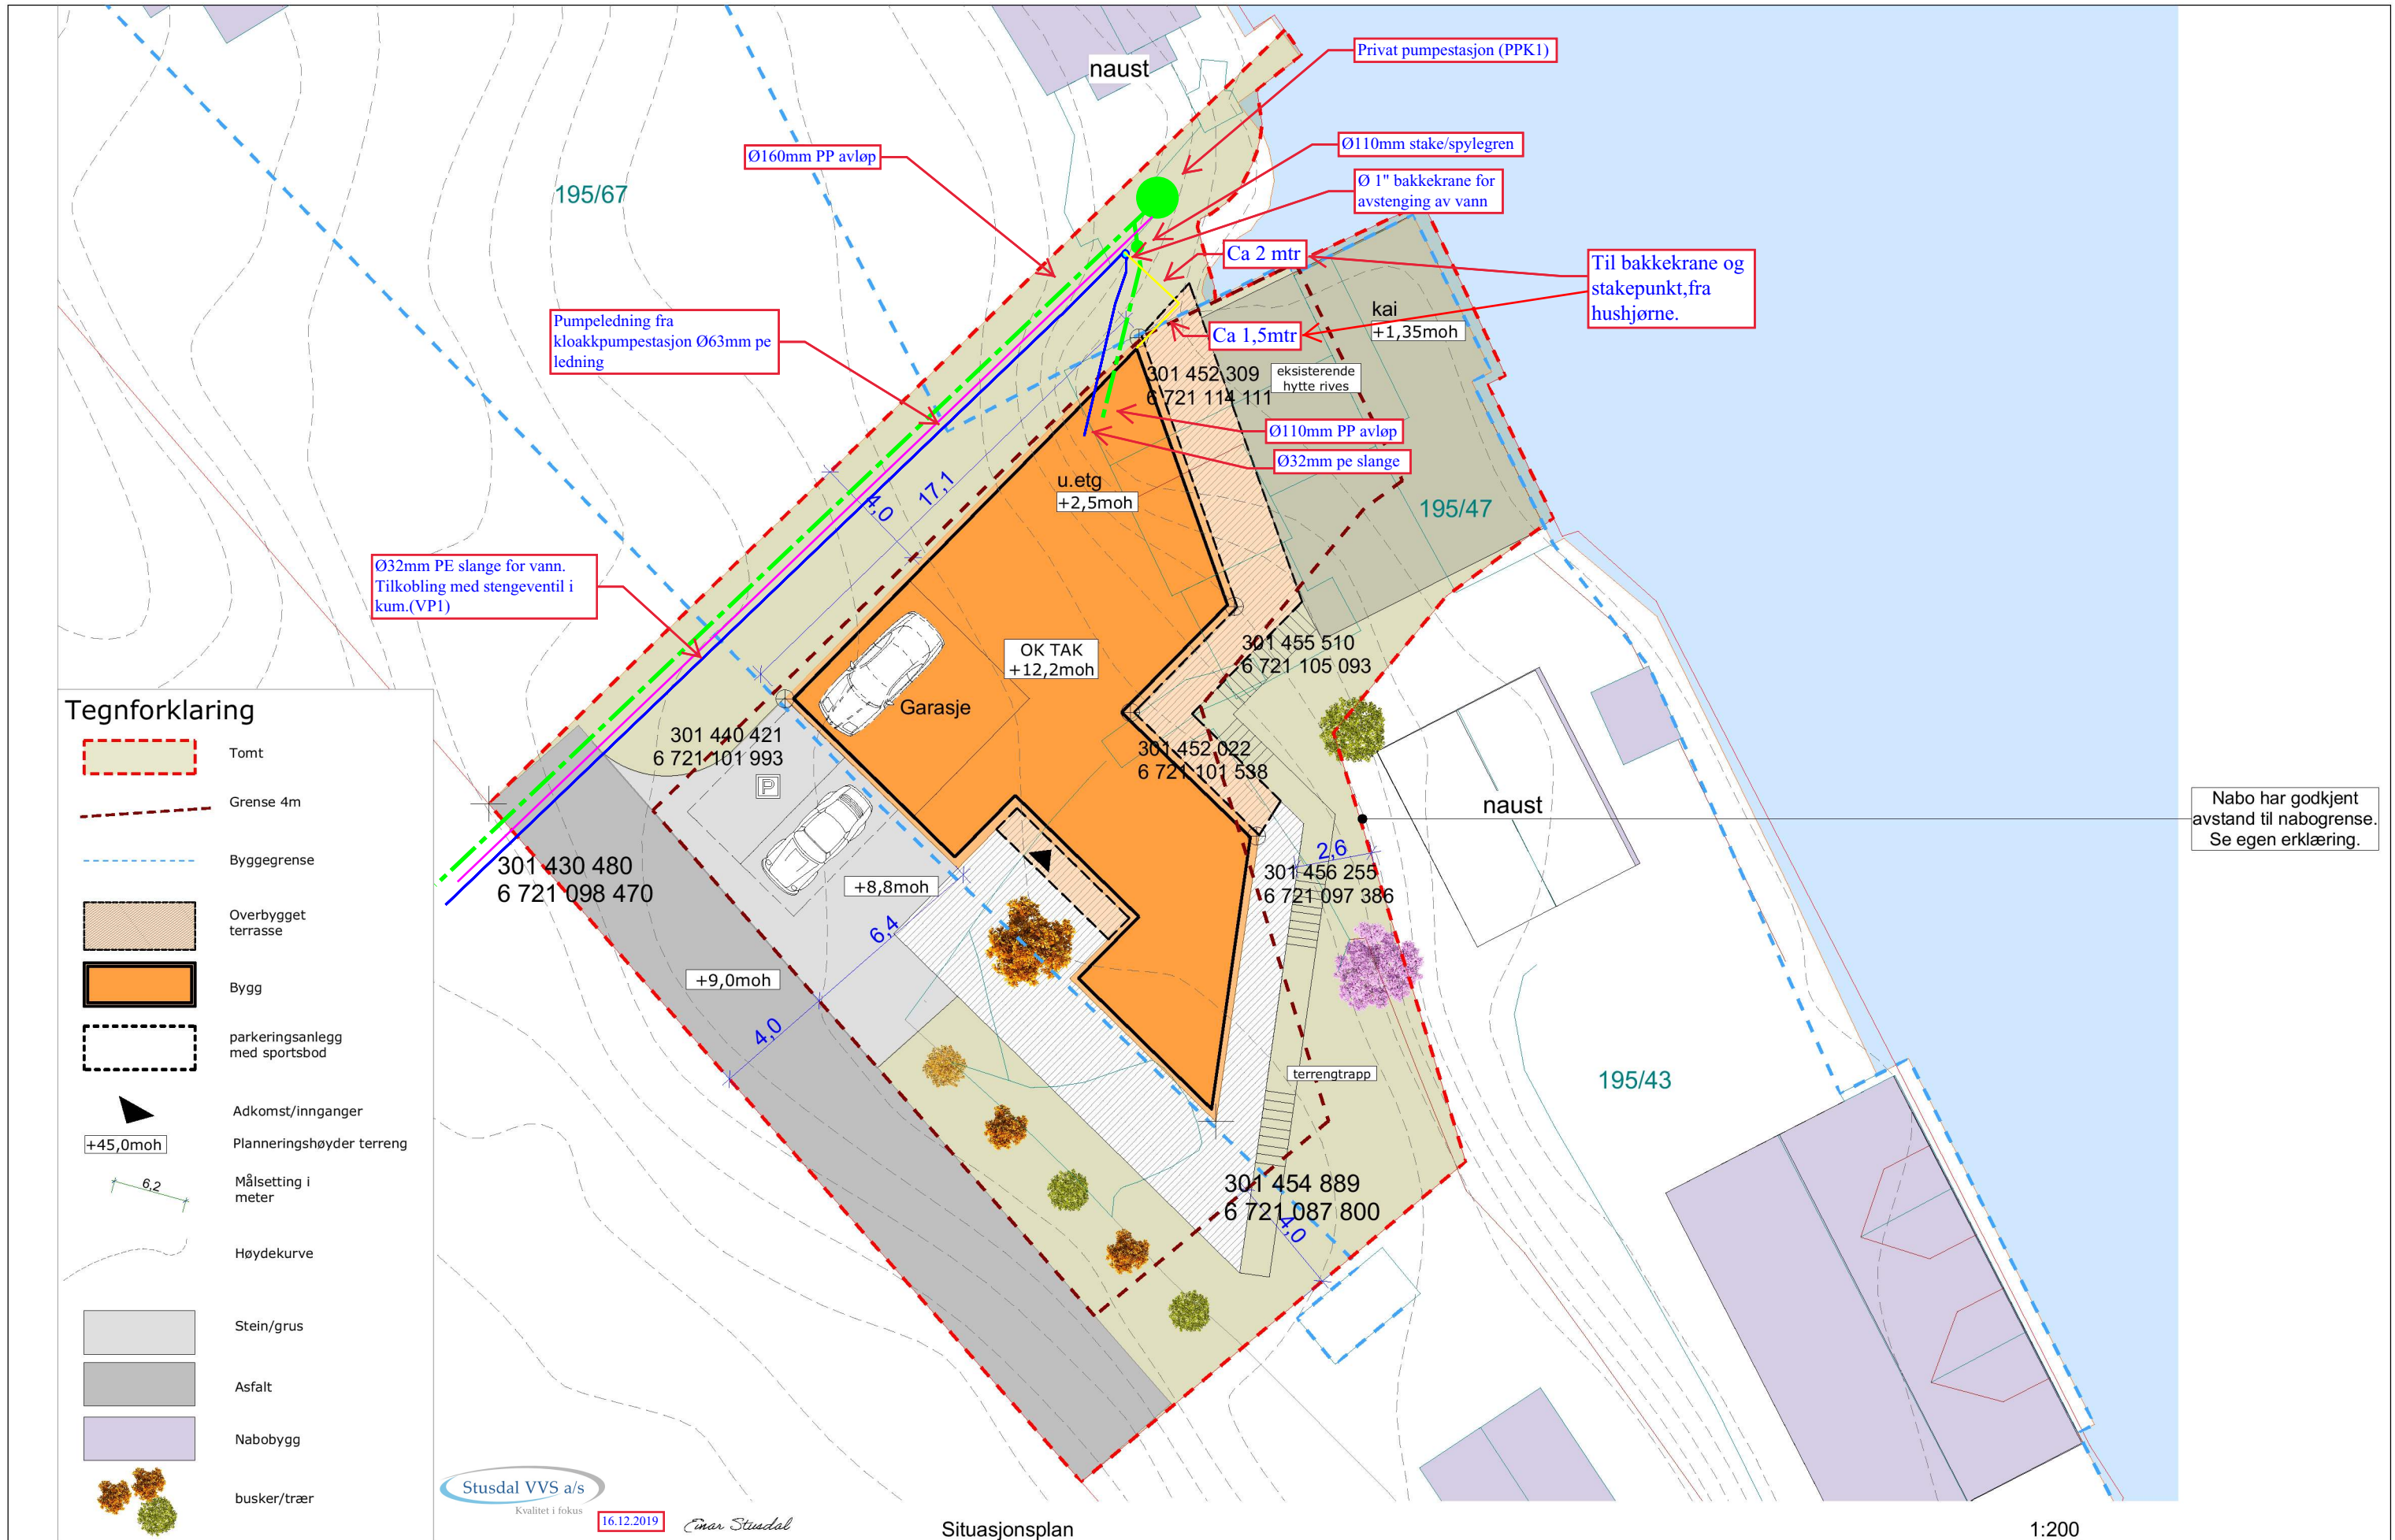 naust
Privat pumpestasjon (PPK1)
Ø160mm PP avløp
Ø110mm stake/spylegren
Ø 1" bakkekrane for
avstenging av vann
195/67
Ca 2 mtr
Til bakkekrane og
stakepunkt,fra
hushjørne.
Pumpeledning fra
kloakkpumpestasjon Ø63mm pe
ledning
kai
+1,35moh
Ca 1,5mtr
301 452 309
6 721 114 111
eksisterende
hytte rives
Ø110mm PP avløp
Ø32mm pe slange
u.etg
+2,5moh
17,1
4,0
195/47
Ø32mm PE slange for vann.
Tilkobling med stengeventil i
kum.(VP1)
OK TAK
+12,2moh
301 455 510
6 721 105 093
Garasje
301 440 421
6 721 101 993
301 452 022
6 721 101 538
P
naust
Nabo har godkjent
avstand til nabogrense.
Se egen erklæring.
2,6
301 456 255
6 721 097 386
301 430 480
6 721 098 470
+8,8moh
6,4
+9,0moh
4,0
terrengtrapp
195/43
301 454 889
6 721 087 800
4,0
Tegnforklaring
Tomt
Grense 4m
Byggegrense
Overbygget
terrasse
Bygg
parkeringsanlegg
med sportsbod
Adkomst/innganger
+45,0moh
Planneringshøyder terreng
6,2
Målsetting i
meter
Høydekurve
Stein/grus
Asfalt
Nabobygg
busker/trær
Stusdal VVS a/s
Kvalitet i fokus
16.12.2019
Einar Stusdal
Situasjonsplan
1:200